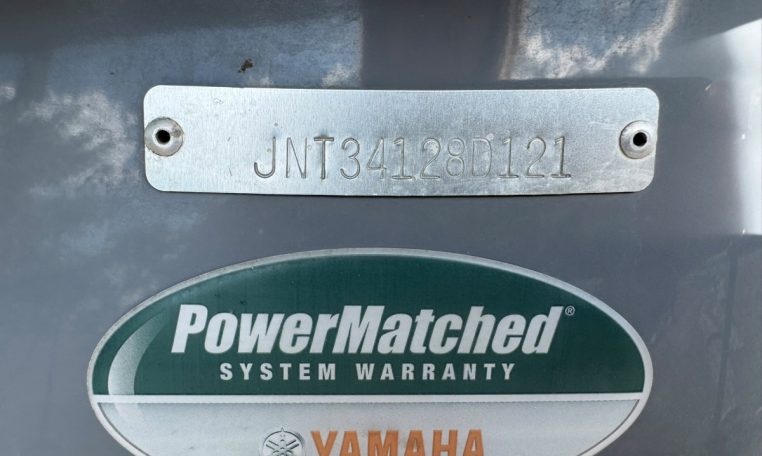 JNT34128D121
PowerMatched®
SYSTEM WARRANTY
YAMAHA